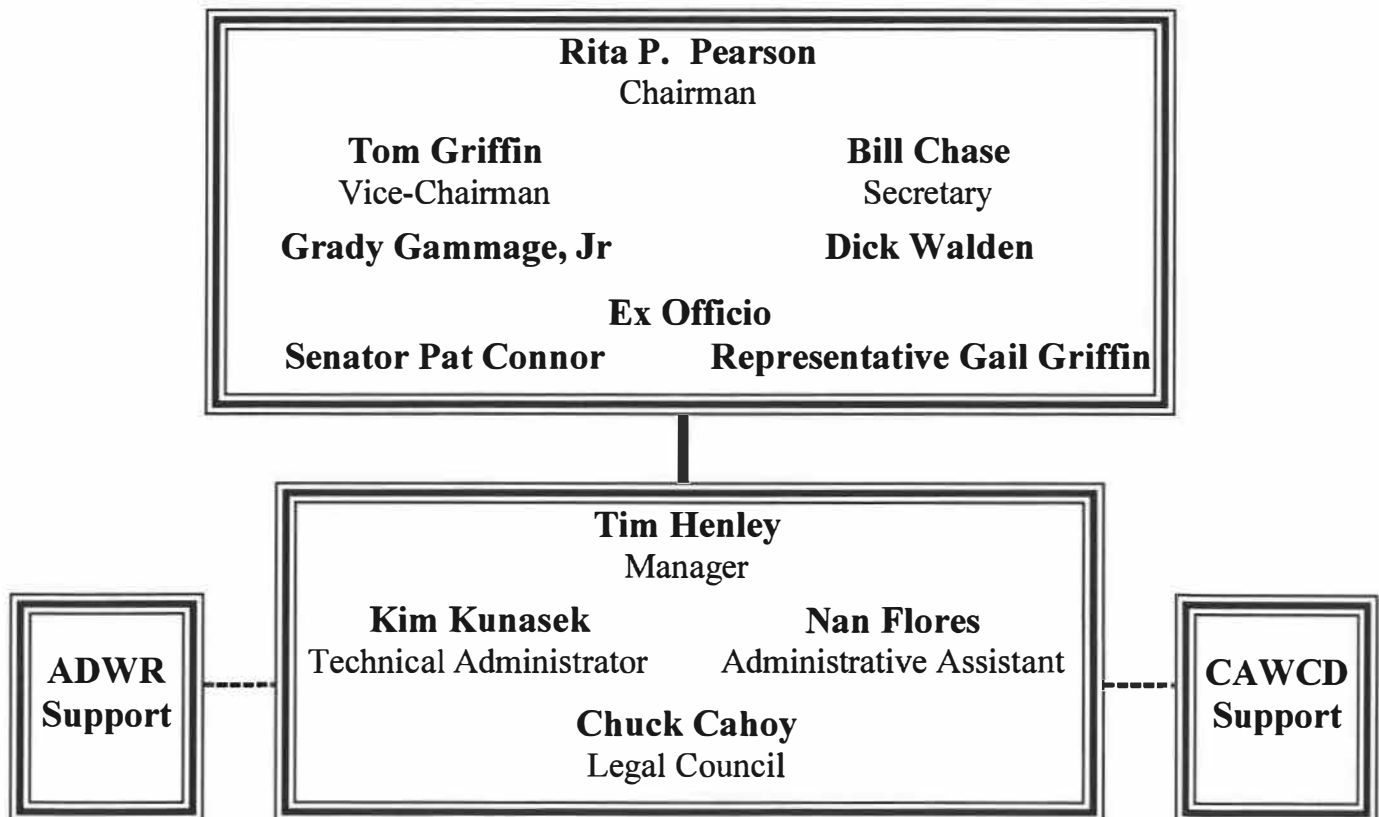 Rita P. Pearson
Chairman
Tom Griffin
Vice-Chairman
Bill Chase
Secretary
Grady Gammage, Jr
Dick Walden
Ex Officio
Senator Pat Connor
Representative Gail Griffin
Tim Henley
Manager
Kim Kunasek
Technical Administrator
Nan Flores
Administrative Assistant
Chuck Cahoy
Legal Council
ADWR
Support
CAWCD
Support